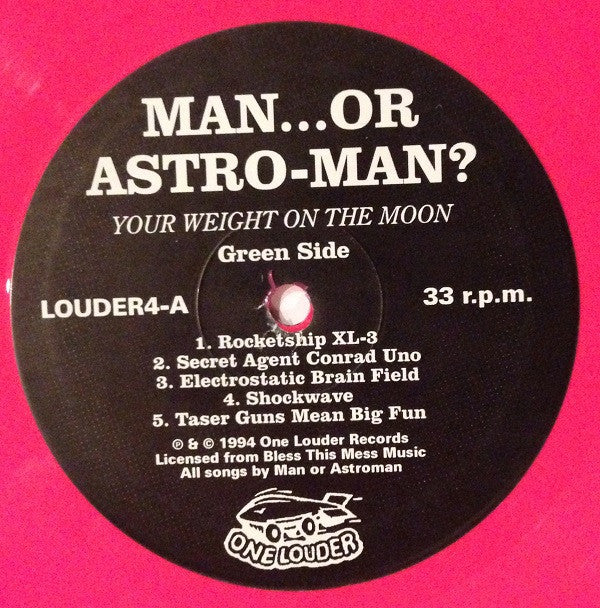 MAN...OR
ASTRO-MAN?
YOUR WEIGHT ON THE MOON
Green Side
LOUDER4-A
33 r.p.m.
1. Rocketship XL-3
2. Secret Agent Conrad Uno
3. Electrostatic Brain Field
4. Shockwave
5. Taser Guns Mean Big Fun
℗ & © 1994 One Louder Records
Licensed from Bless This Mess Music
All songs by Man or Astroman
ONE LOUDER